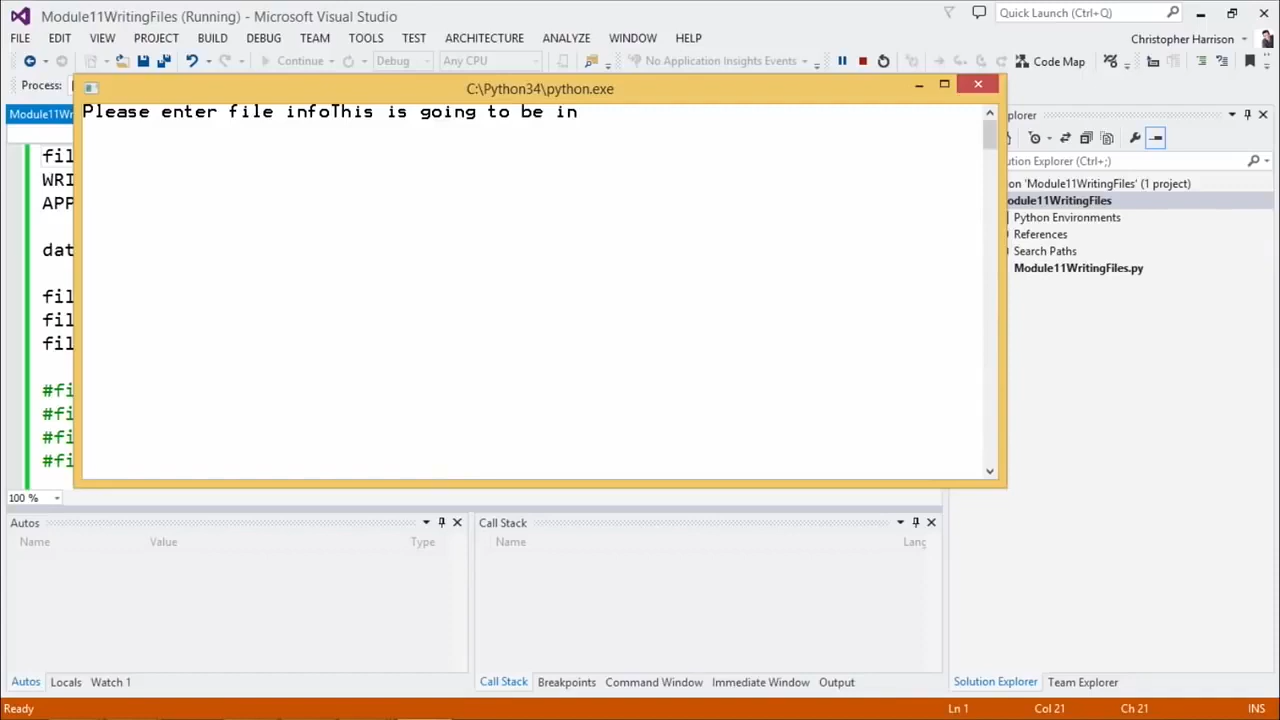 Module11WritingFiles (Running) - Microsoft Visual Studio
Quick Launch (Ctrl+Q)
FILE EDIT VIEW PROJECT BUILD DEBUG TEAM TOOLS TEST ARCHITECTURE ANALYZE WINDOW HELP
Christopher Harrison
Continue Debug Any CPU No Application Insights Events Code Map
Process:
C:\Python34\python.exe
Please enter file infoThis is going to be in
Module11Wr
fil
WRI
APP
dat
fil
fil
fil
#fi
#fi
#fi
#fi
100 %
plorer
ution Explorer (Ctrl+;)
on 'Module11WritingFiles' (1 project)
odule11WritingFiles
Python Environments
References
Search Paths
Module11WritingFiles.py
Autos
Name Value Type
Call Stack
Name Lang
Autos Locals Watch 1
Call Stack Breakpoints Command Window Immediate Window Output
Solution Explorer Team Explorer
Ready Ln 1 Col 21 Ch 21 INS